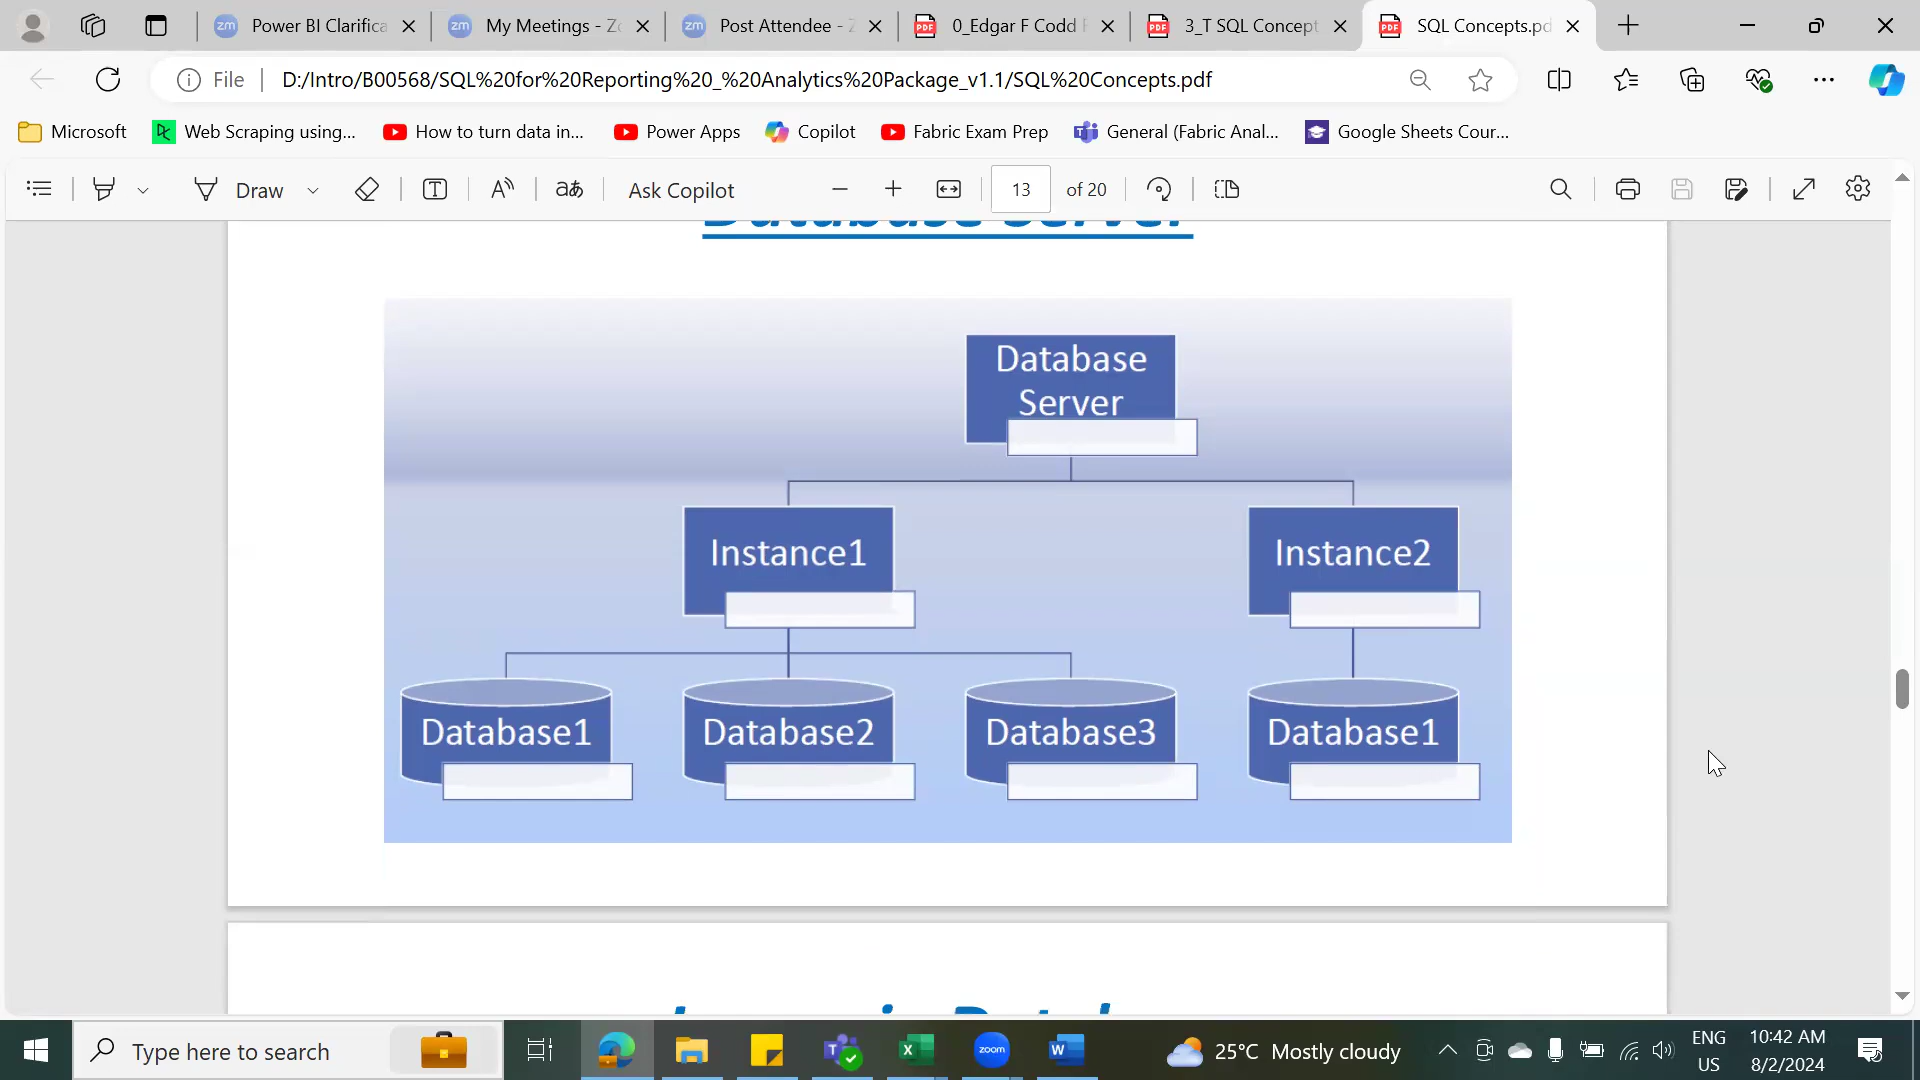 Power BI Clarifica
My Meetings - Zo
Post Attendee - Z
0_Edgar F Codd R
3_T SQL Concept
SQL Concepts.pd
File
D:/Intro/B00568/SQL%20for%20Reporting%20_%20Analytics%20Package_v1.1/SQL%20Concepts.pdf
Microsoft
Web Scraping using...
How to turn data in...
Power Apps
Copilot
Fabric Exam Prep
General (Fabric Anal...
Google Sheets Cour...
Draw
Ask Copilot
13 of 20
Database Server
Database
Server
Instance1
Instance2
Database1
Database2
Database3
Database1
Type here to search
zoom
25°C Mostly cloudy
ENG
US
10:42 AM
8/2/2024